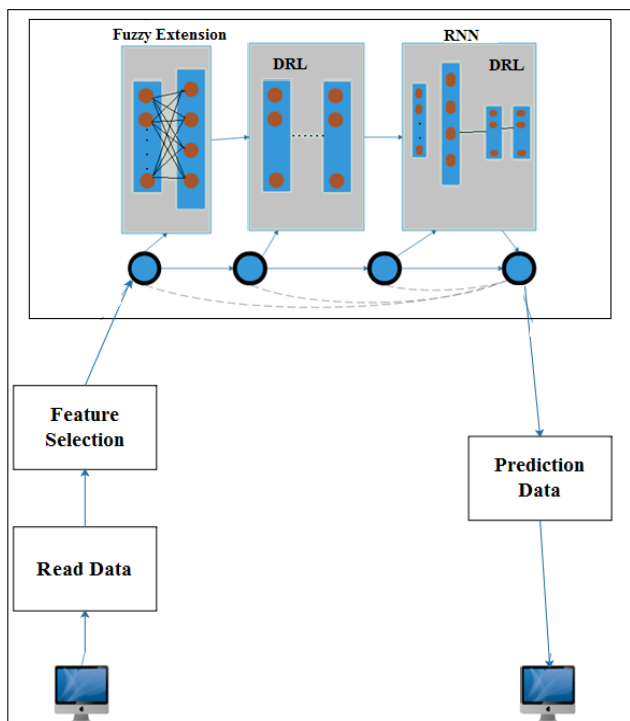 Fuzzy Extension
DRL
RNN
DRL
Feature
Selection
Prediction
Data
Read Data